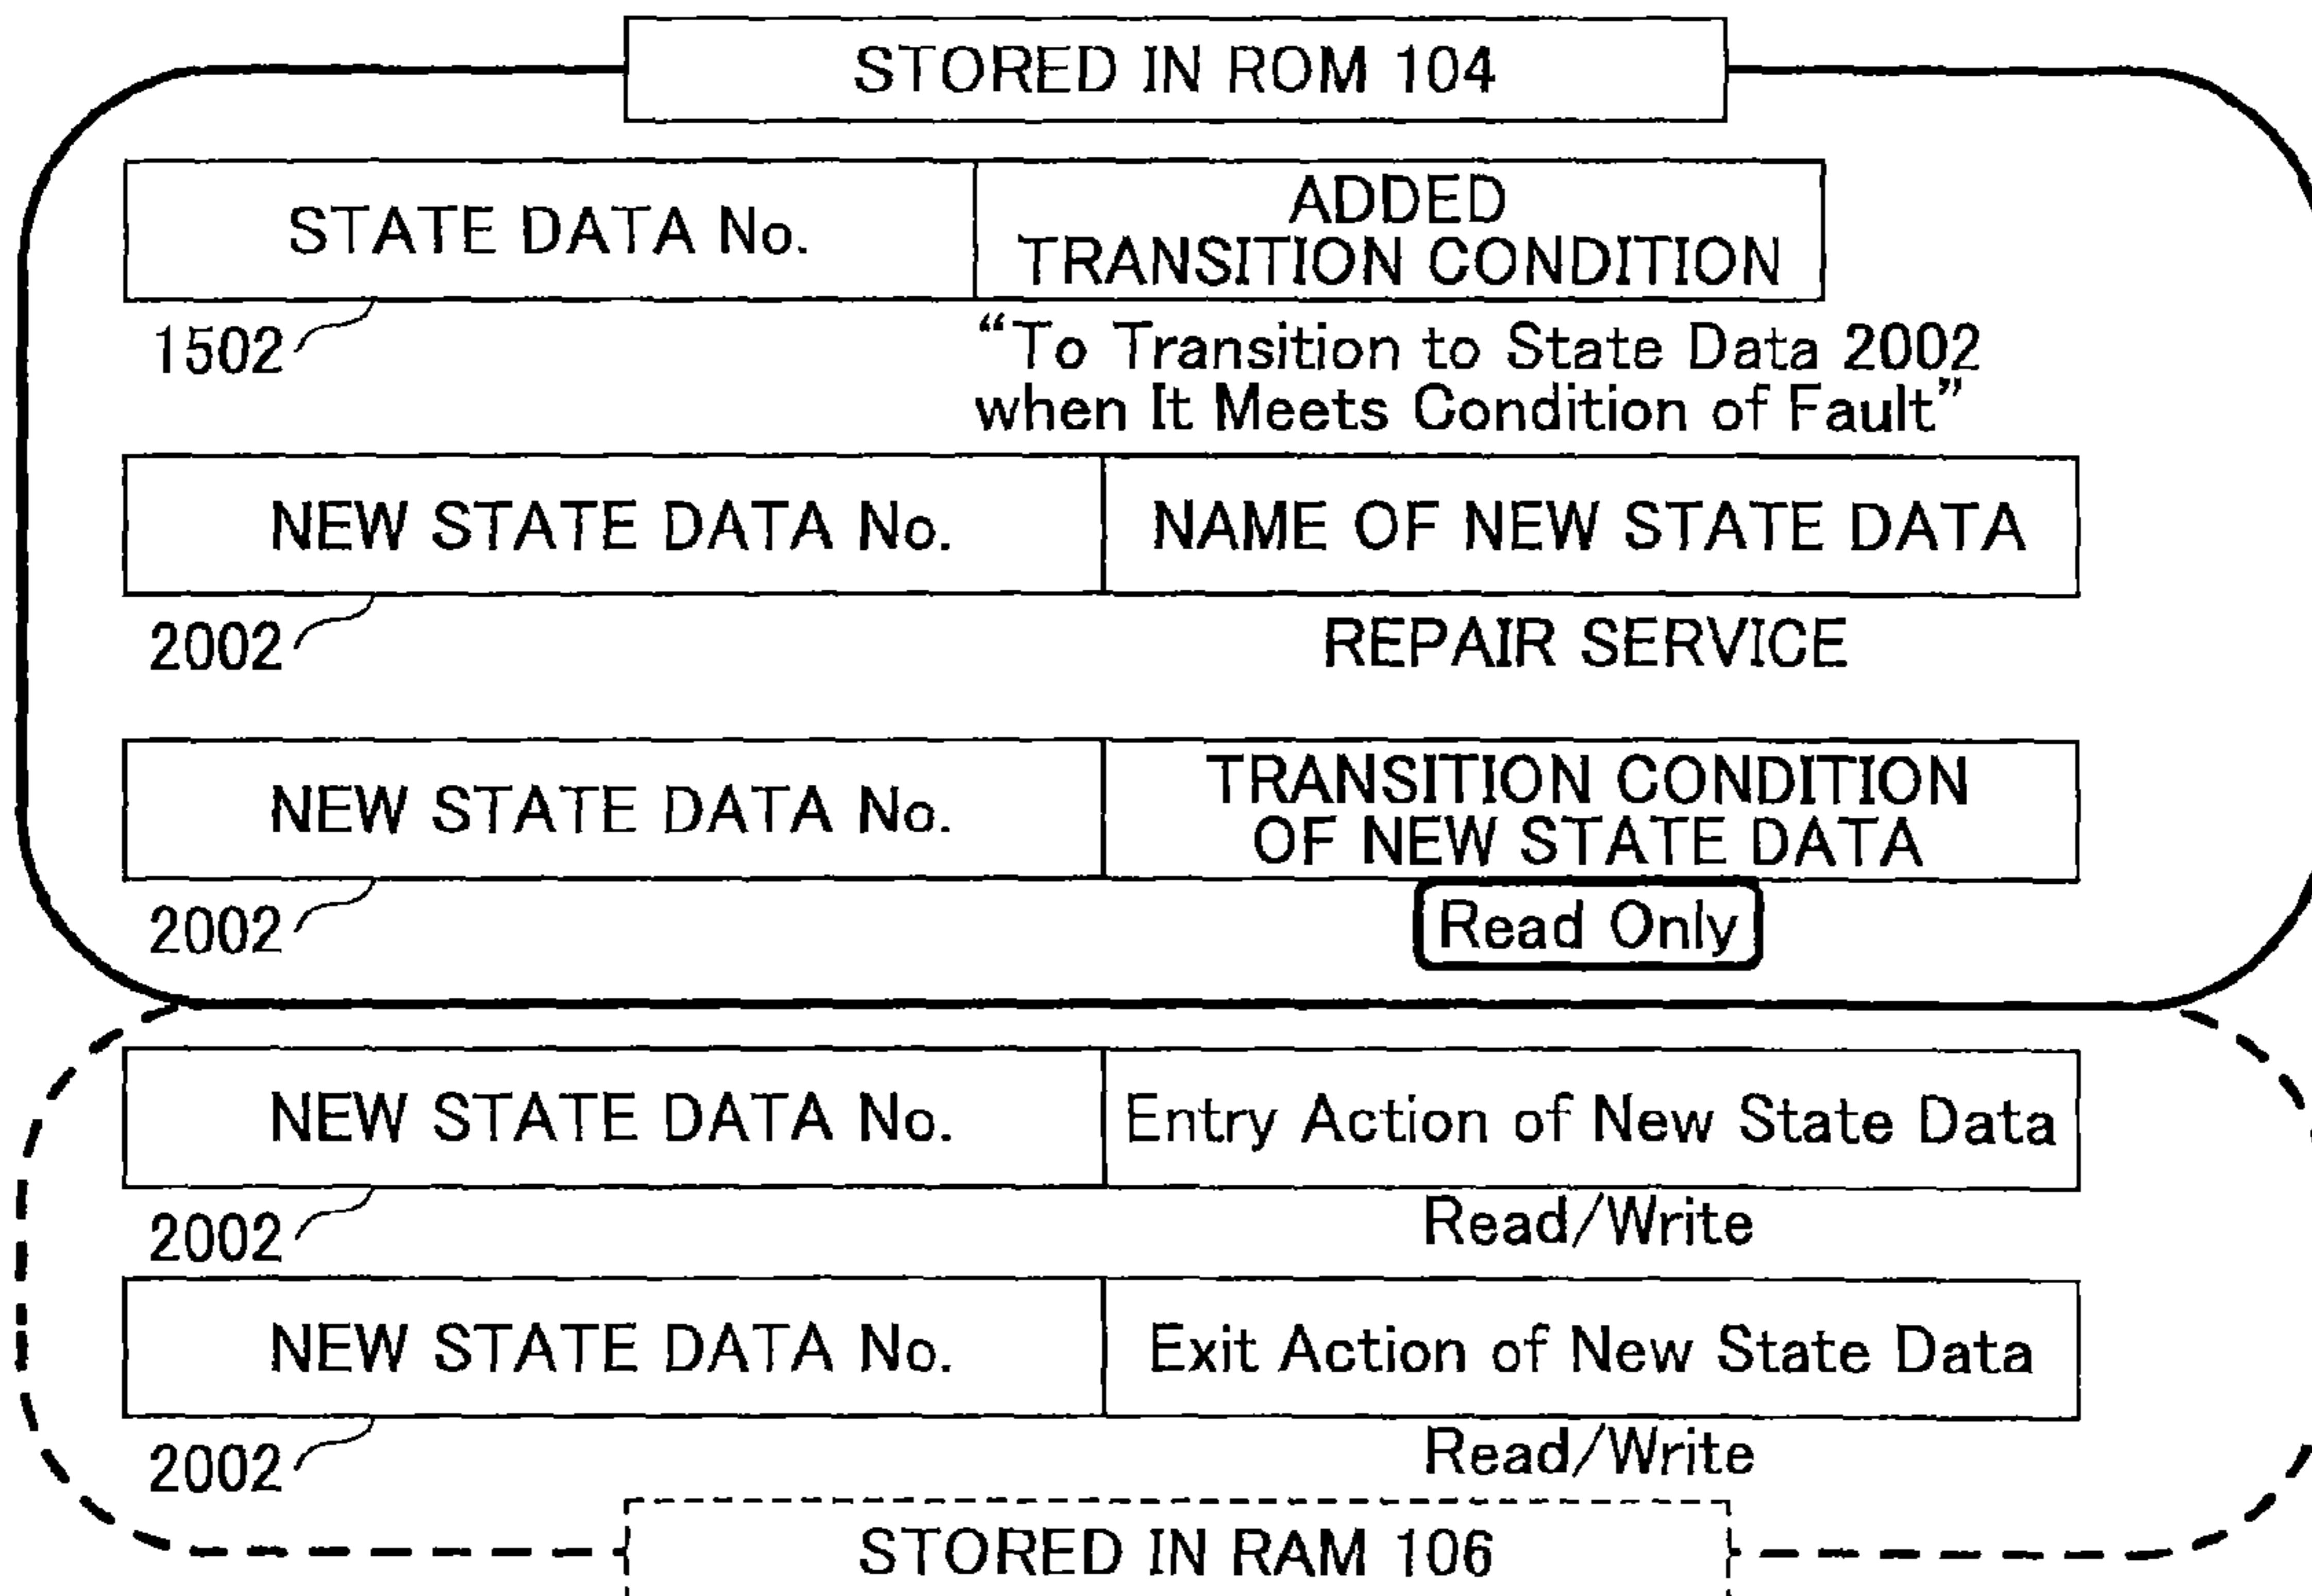 STORED IN ROM 104
STATE DATA No.
ADDED
TRANSITION CONDITION
1502
“To Transition to State Data 2002
when It Meets Condition of Fault”
NEW STATE DATA No.
NAME OF NEW STATE DATA
2002
REPAIR SERVICE
NEW STATE DATA No.
TRANSITION CONDITION
OF NEW STATE DATA
2002
Read Only
NEW STATE DATA No.
Entry Action of New State Data
2002
Read/Write
NEW STATE DATA No.
Exit Action of New State Data
2002
Read/Write
STORED IN RAM 106